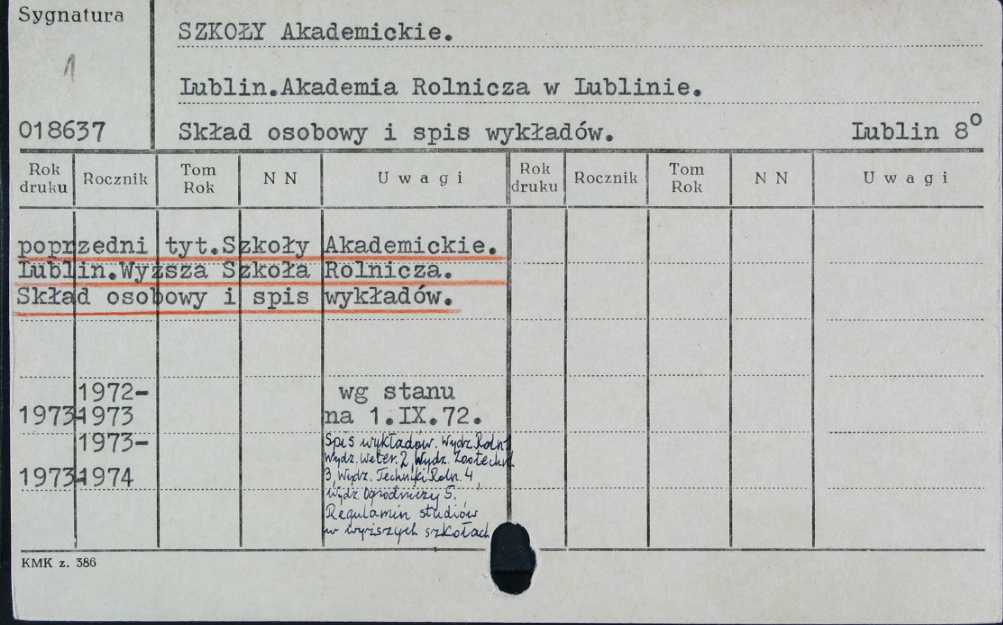 Sygnatura
SZKOŁY Akademickie.
1
Lublin.Akademia Rolnicza w Lublinie.
018637
Skład osobowy i spis wykładów. Lublin 8º
Rok druku Rocznik Tom Rok N N Uwagi Rok druku Rocznik Tom Rok N N Uwagi
poprzedni tyt.Szkoły Akademickie.
Lublin.Wyższa Szkoła Rolnicza.
Skład osobowy i spis wykładów.
1972- wg stanu
1973 1973 na 1.IX.72.
1973- Spis wykładów. Wydz. Roln 1
Wydz. Weter. 2, Wydz. Zootechn.
1973 1974 3, Wydz. Techniki Roln. 4,
Wydz Ogrodniczy 5.
Regulamin studiów
w wyższych szkołach
KMK z. 386